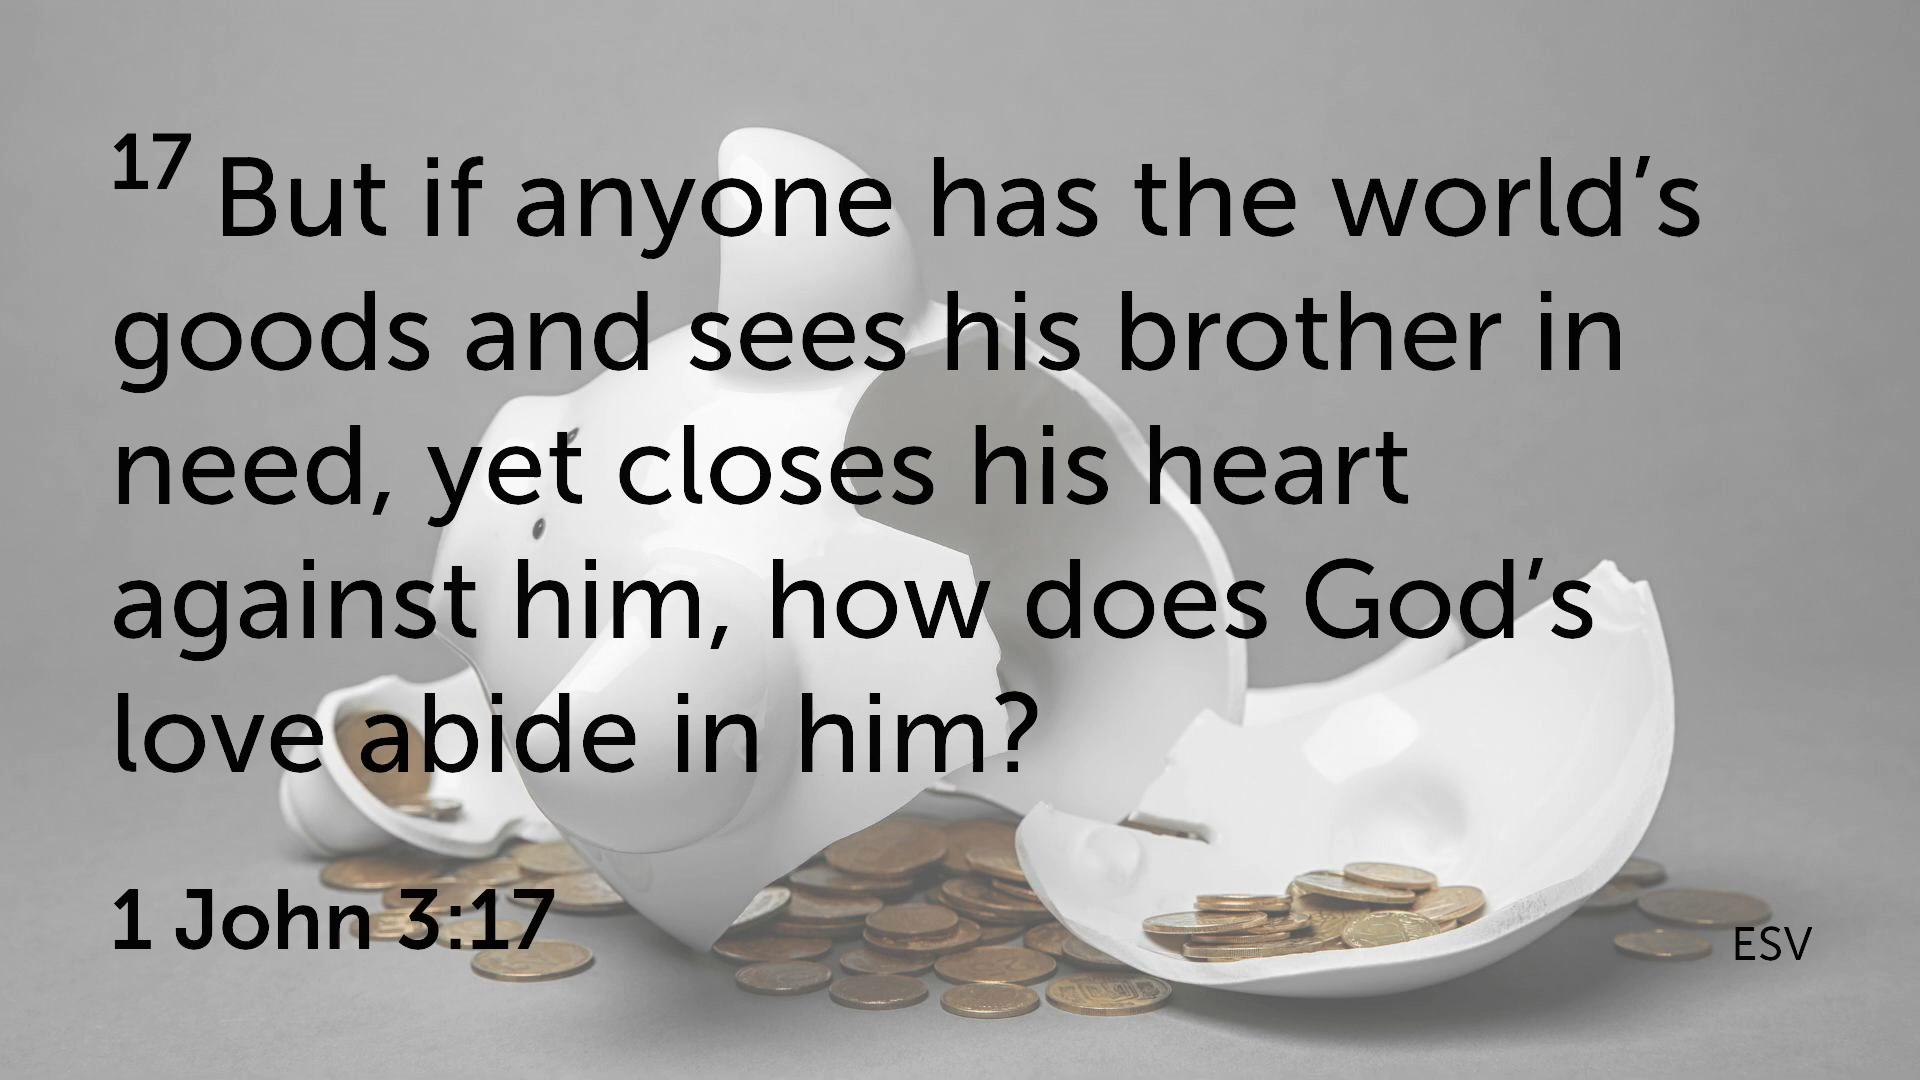 17 But if anyone has the world’s
goods and sees his brother in
need, yet closes his heart
against him, how does God’s
love abide in him?
1 John 3:17
ESV